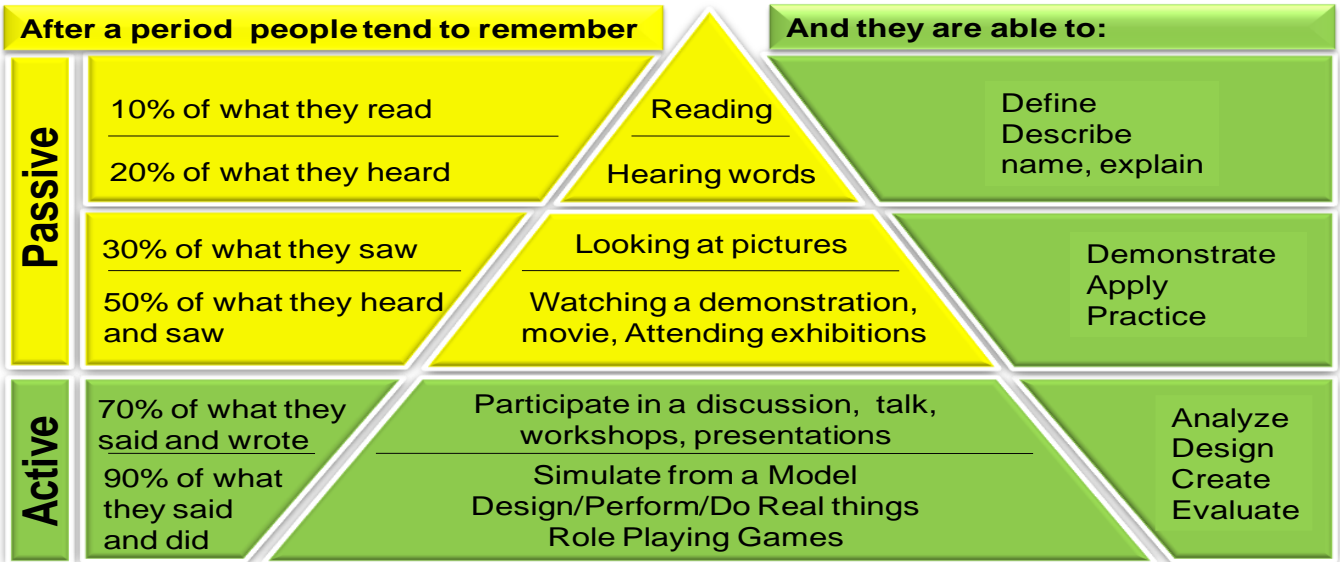 After a period people tend to remember
And they are able to:
Passive
10% of what they read
Reading
20% of what they heard
Hearing words
Define
Describe
name, explain
30% of what they saw
Looking at pictures
50% of what they heard
and saw
Watching a demonstration,
movie, Attending exhibitions
Demonstrate
Apply
Practice
Active
70% of what they
said and wrote
Participate in a discussion, talk,
workshops, presentations
90% of what
they said
and did
Simulate from a Model
Design/Perform/Do Real things
Role Playing Games
Analyze
Design
Create
Evaluate